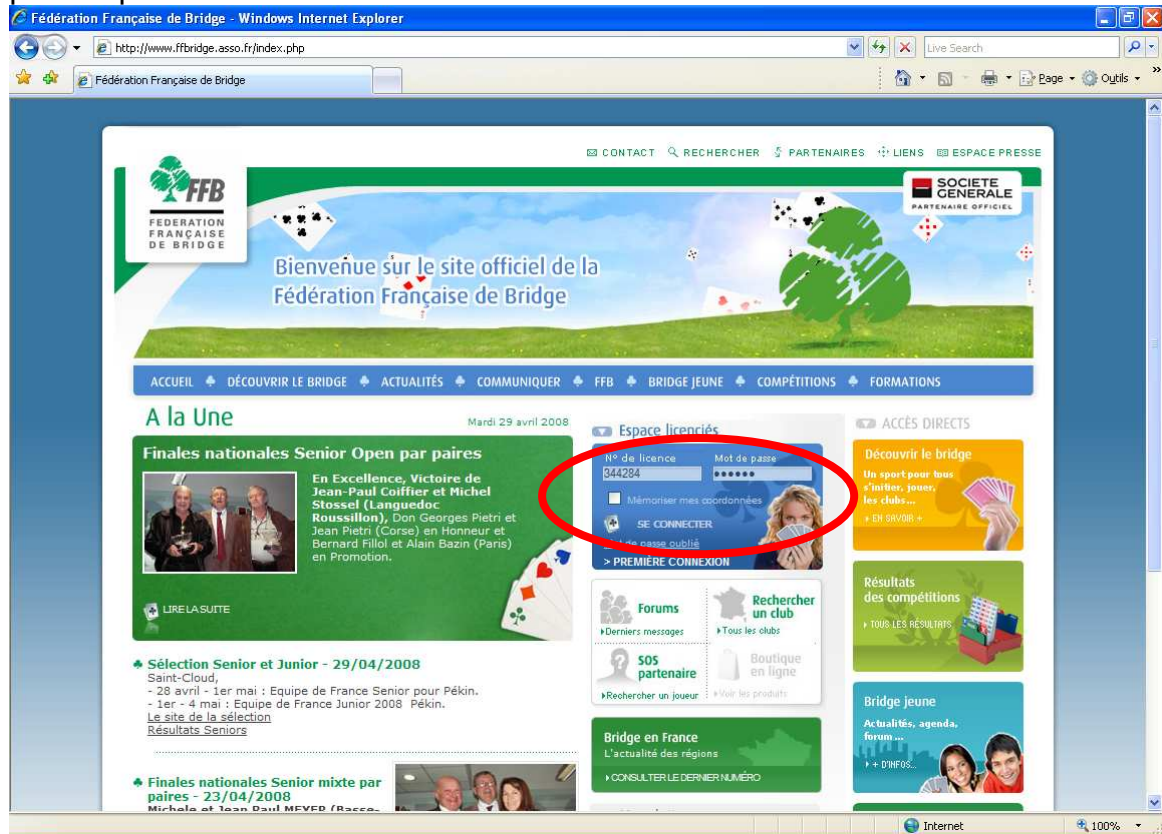 Fédération Française de Bridge - Windows Internet Explorer
http://www.ffbridge.asso.fr/index.php
Live Search
Fédération Française de Bridge
Page
Outils
CONTACT RECHERCHER PARTENAIRES LIENS ESPACE PRESSE
FFB
FEDERATION
FRANÇAISE
DE BRIDGE
SOCIETE
GENERALE
PARTENAIRE OFFICIEL
Bienvenue sur le site officiel de la
Fédération Française de Bridge
ACCUEIL DÉCOUVRIR LE BRIDGE ACTUALITÉS COMMUNIQUER FFB BRIDGE JEUNE COMPÉTITIONS FORMATIONS
A la Une
Mardi 29 avril 2008
Finales nationales Senior Open par paires
En Excellence, Victoire de
Jean-Paul Coiffier et Michel
Stossel (Languedoc
Roussillon), Don Georges Pietri et
Jean Pietri (Corse) en Honneur et
Bernard Fillol et Alain Bazin (Paris)
en Promotion.
LIRE LA SUITE
Sélection Senior et Junior - 29/04/2008
Saint-Cloud,
- 28 avril - 1er mai : Equipe de France Senior pour Pékin.
- 1er - 4 mai : Equipe de France Junior 2008 Pékin.
Le site de la sélection
Résultats Seniors
Finales nationales Senior mixte par
paires - 23/04/2008
Michele et Jean Paul MEYER (Basse-
Espace licenciés
N° de licence Mot de passe
344284 ••••••
Mémoriser mes coordonnées
SE CONNECTER
de passe oublié
> PREMIÈRE CONNEXION
Forums
Derniers messages
Rechercher
un club
Tous les clubs
SOS
partenaire
Rechercher un joueur
Boutique
en ligne
Voir les produits
Bridge en France
L'actualité des régions
CONSULTER LE DERNIER NUMÉRO
ACCÈS DIRECTS
Découvrir le bridge
Un sport pour tous
s'initier, jouer,
les clubs...
EN SAVOIR +
Résultats
des compétitions
TOUS LES RÉSULTATS
Bridge jeune
Actualités, agenda,
forum ...
+ D'INFOS...
Internet
100%